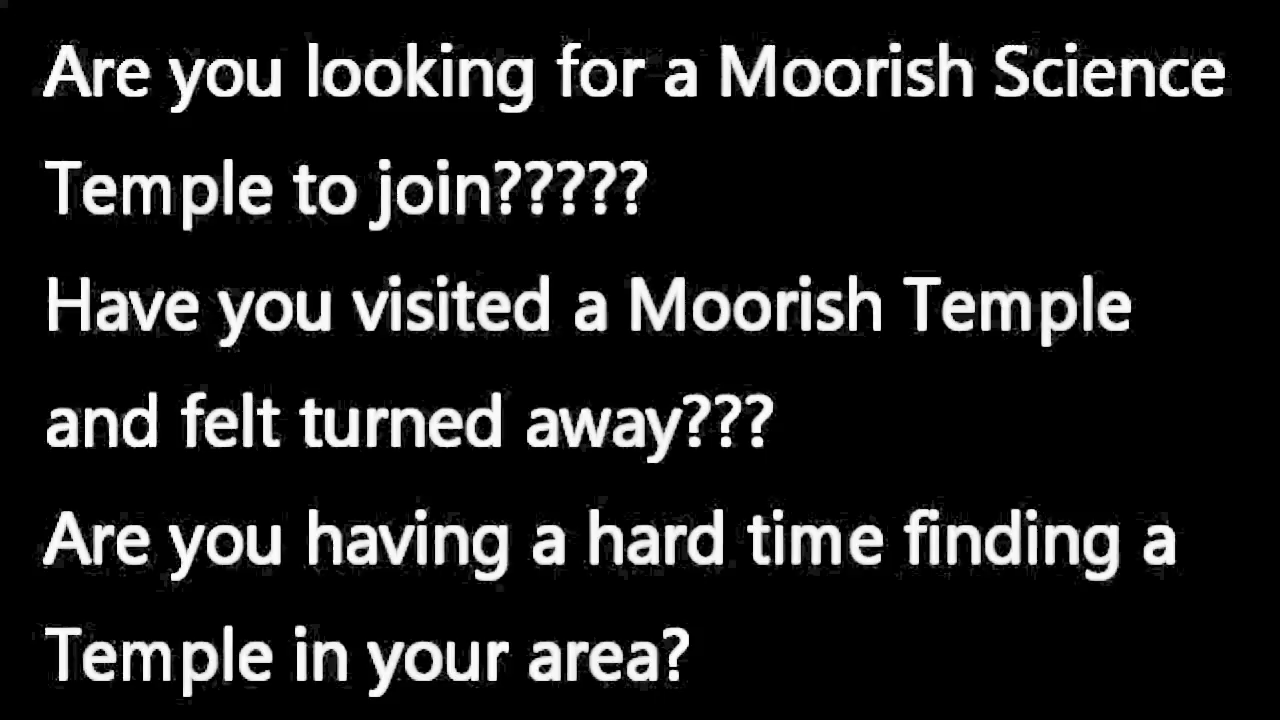 Are you looking for a Moorish Science
Temple to join?????
Have you visited a Moorish Temple
and felt turned away???
Are you having a hard time finding a
Temple in your area?